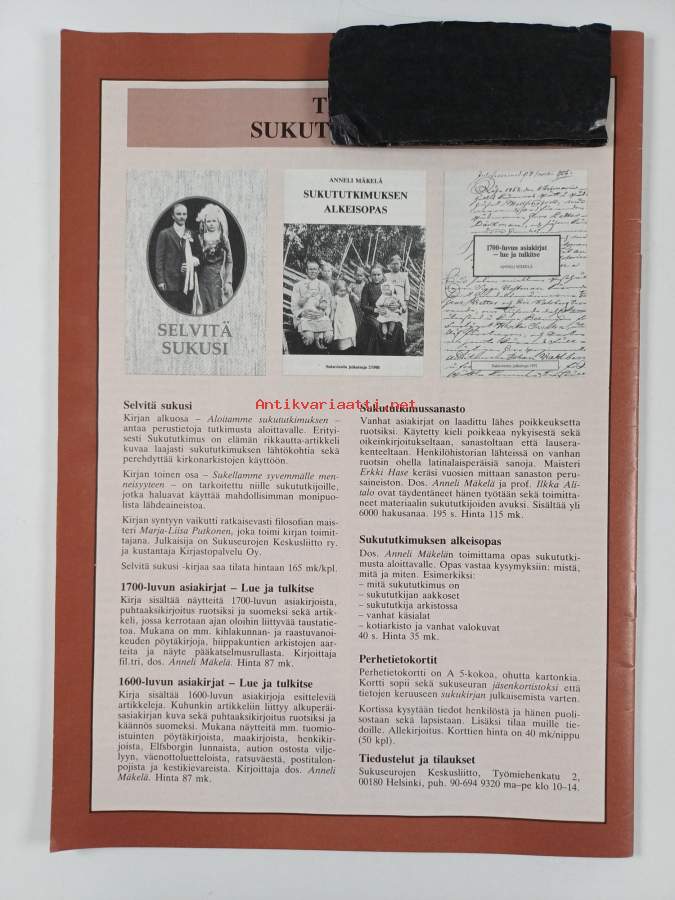 T
SUKUT
SELVITÄ
SUKUSI
ANNELI MÄKELÄ
SUKUTUTKIMUKSEN
ALKEISOPAS
Sukuviestin julkaisuja 2/1988
1700-luvun asiakirjat
– lue ja tulkitse
ANNELI MÄKELÄ
Antikvariaatti.net
Selvitä sukusi
Kirjan alkuosa – Aloitamme sukututkimuksen –
antaa perustietoja tutkimusta aloittavalle. Erityi-
sesti Sukututkimus on elämän rikkautta-artikkeli
kuvaa laajasti sukututkimuksen lähtökohtia sekä
perehdyttää kirkonarkistojen käyttöön.
Kirjan toinen osa – Sukellamme syvemmälle men-
neisyyteen – on tarkoitettu niille sukututkijoille,
jotka haluavat käyttää mahdollisimman monipuo-
lista lähdeaineistoa.
Kirjan syntyyn vaikutti ratkaisevasti filosofian mais-
teri Marja-Liisa Putkonen, joka toimi kirjan toimit-
tajana. Julkaisija on Sukuseurojen Keskusliitto ry.
ja kustantaja Kirjastopalvelu Oy.
Selvitä sukusi -kirjaa saa tilata hintaan 165 mk/kpl.
1700-luvun asiakirjat – Lue ja tulkitse
Kirja sisältää näytteitä 1700-luvun asiakirjoista,
puhtaaksikirjoitus ruotsiksi ja suomeksi sekä artik-
keli, jossa kerrotaan ajan oloihin liittyvää taustatie-
toa. Mukana on mm. kihlakunnan- ja raastuvanoi-
keuden pöytäkirjoja, hiippakuntien arkistojen aar-
teita ja näyte pääkatselmusrullasta. Kirjoittaja
fil.tri, dos. Anneli Mäkelä. Hinta 87 mk.
1600-luvun asiakirjat – Lue ja tulkitse
Kirja sisältää 1600-luvun asiakirjoja esitteleviä
artikkeleja. Kuhunkin artikkeliin liittyy alkuperäi-
sasiakirjan kuva sekä puhtaaksikirjoitus ruotsiksi ja
käännös suomeksi. Mukana näytteitä mm. tuomio-
istuinten pöytäkirjoista, maakirjoista, henkikir-
joista, Elfsborgin lunnaista, aution ostosta vilje-
lyyn, väenottoluetteloista, ratsuväestä, postitalon-
pojista ja kestikievareista. Kirjoittaja dos. Anneli
Mäkelä. Hinta 87 mk.
Sukututkimussanasto
Vanhat asiakirjat on laadittu lähes poikkeuksetta
ruotsiksi. Käytetty kieli poikkeaa nykyisestä sekä
oikeinkirjoitukseltaan, sanastoltaan että lausera-
kenteeltaan. Henkilöhistorian lähteissä on vanhan
ruotsin ohella latinalaisperäisiä sanoja. Maisteri
Erkki Hase keräsi vuosien mittaan sanaston peru-
saineiston. Dos. Anneli Mäkelä ja prof. Ilkka Ali-
talo ovat täydentäneet hänen työtään sekä toimitta-
neet materiaalin sukututkijoiden avuksi. Sisältää yli
6000 hakusanaa. 195 s. Hinta 115 mk.
Sukututkimuksen alkeisopas
Dos. Anneli Mäkelän toimittama opas sukututki-
musta aloittavalle. Opas vastaa kysymyksiin: mistä,
mitä ja miten. Esimerkiksi:
– mitä sukututkimus on
– sukututkijan aakkoset
– sukututkija arkistossa
– vanhat käsialat
– kotiarkisto ja vanhat valokuvat
40 s. Hinta 35 mk.
Perhetietokortit
Perhetietokortti on A 5-kokoa, ohutta kartonkia.
Kortti sopii sekä sukuseuran jäsenkortistoksi että
tietojen keruuseen sukukirjan julkaisemista varten.
Kortissa kysytään tiedot henkilöstä ja hänen puoli-
sostaan sekä lapsistaan. Lisäksi tilaa muille tie-
doille. Allekirjoitus. Korttien hinta on 40 mk/nippu
(50 kpl).
Tiedustelut ja tilaukset
Sukuseurojen Keskusliitto, Työmiehenkatu 2,
00180 Helsinki, puh. 90-694 9320 ma–pe klo 10–14.